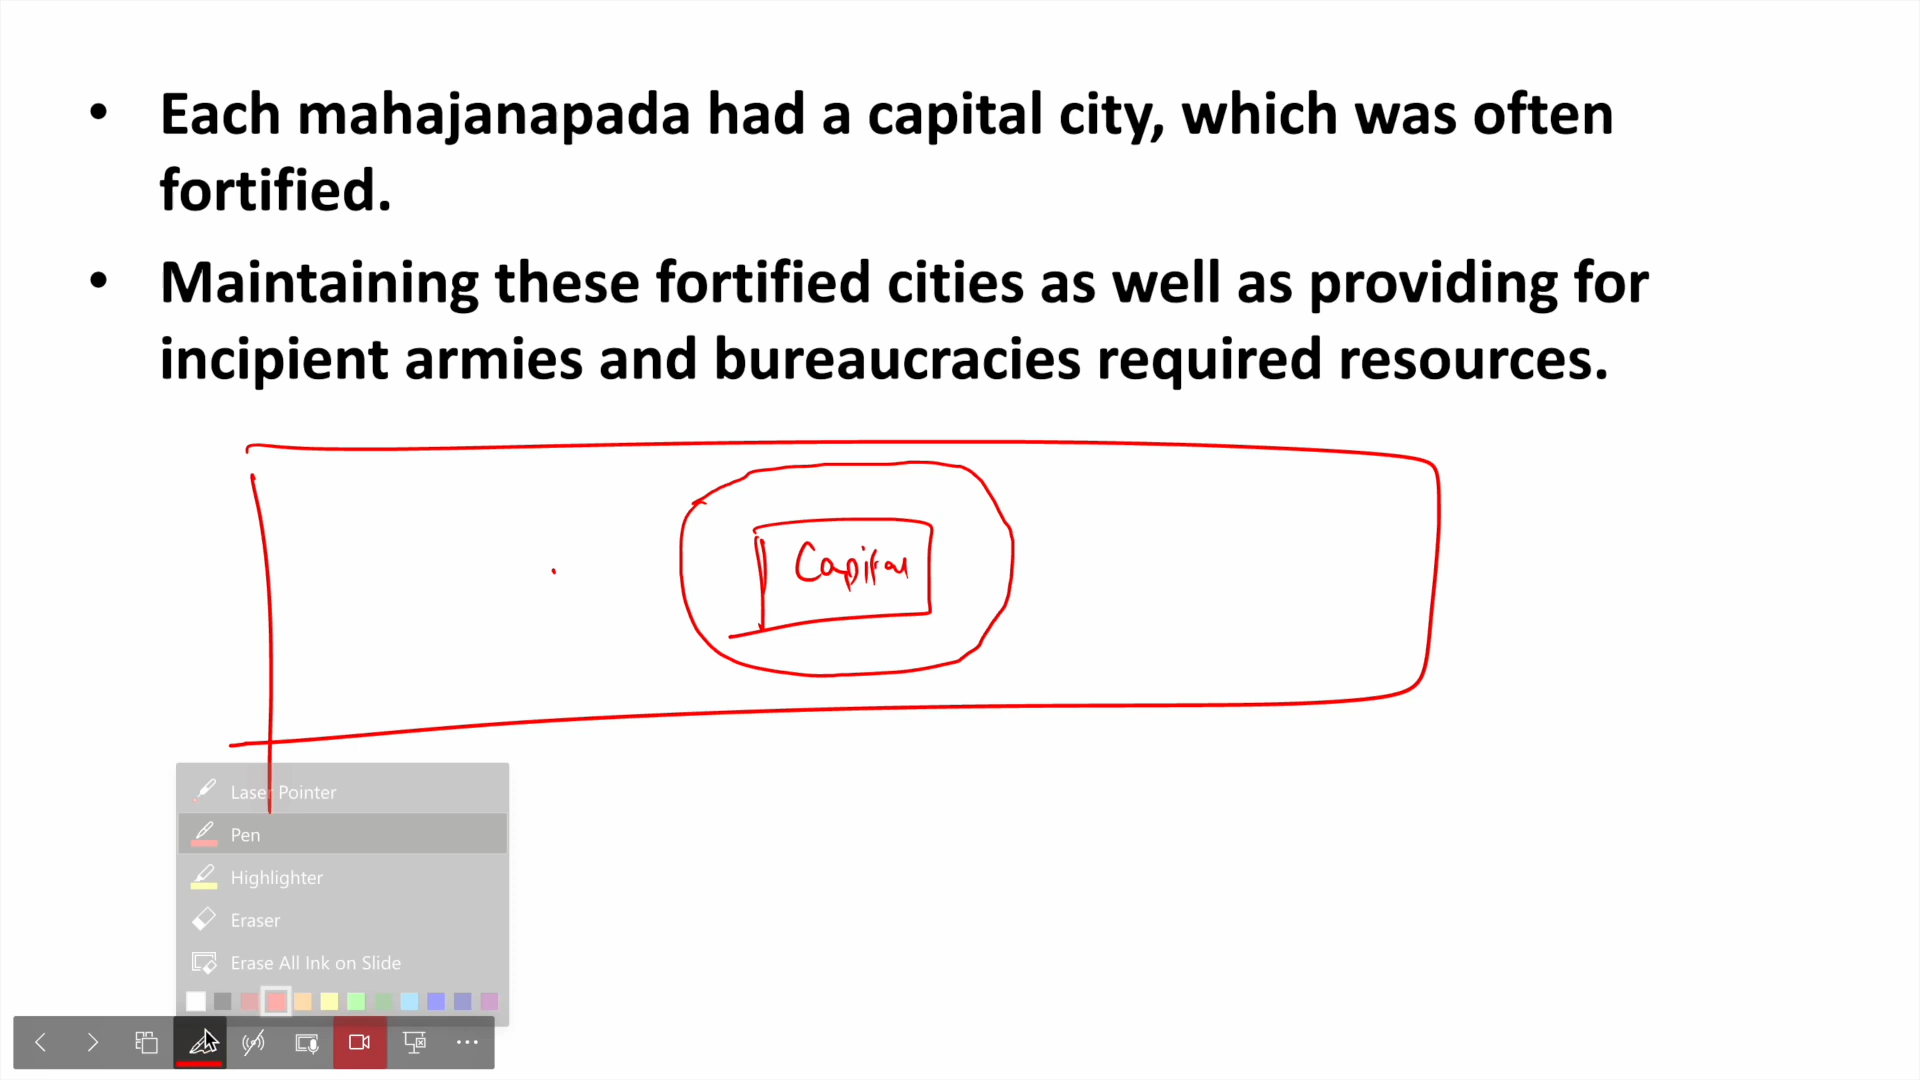 • Each mahajanapada had a capital city, which was often
fortified.
• Maintaining these fortified cities as well as providing for
incipient armies and bureaucracies required resources.
Capital
Laser Pointer
Pen
Highlighter
Eraser
Erase All Ink on Slide